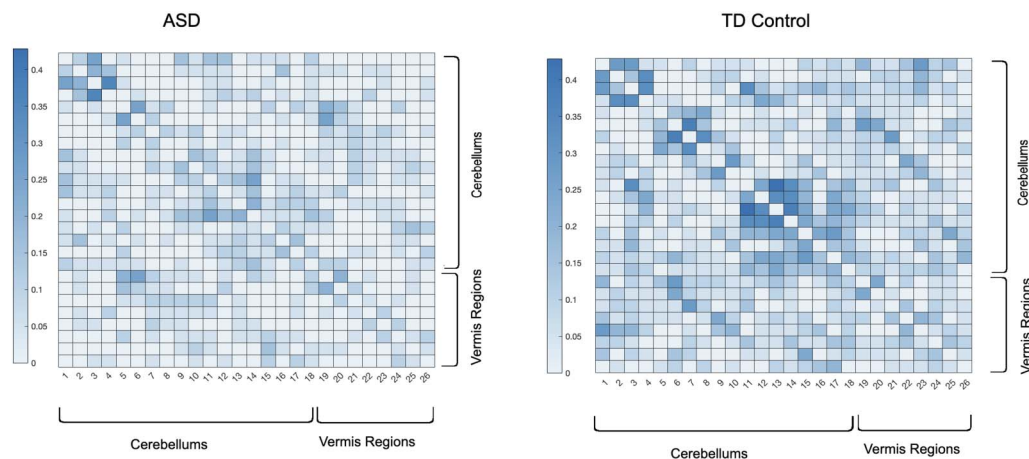 ASD
0.4
0.35
0.3
0.25
0.2
0.15
0.1
0.05
0
Cerebellums
Vermis Regions
1 2 3 4 5 6 7 8 9 10 11 12 13 14 15 16 17 18 19 20 21 22 23 24 25 26
Cerebellums
Vermis Regions
TD Control
0.4
0.35
0.3
0.25
0.2
0.15
0.1
0.05
0
Cerebellums
Vermis Regions
1 2 3 4 5 6 7 8 9 10 11 12 13 14 15 16 17 18 19 20 21 22 23 24 25 26
Cerebellums
Vermis Regions